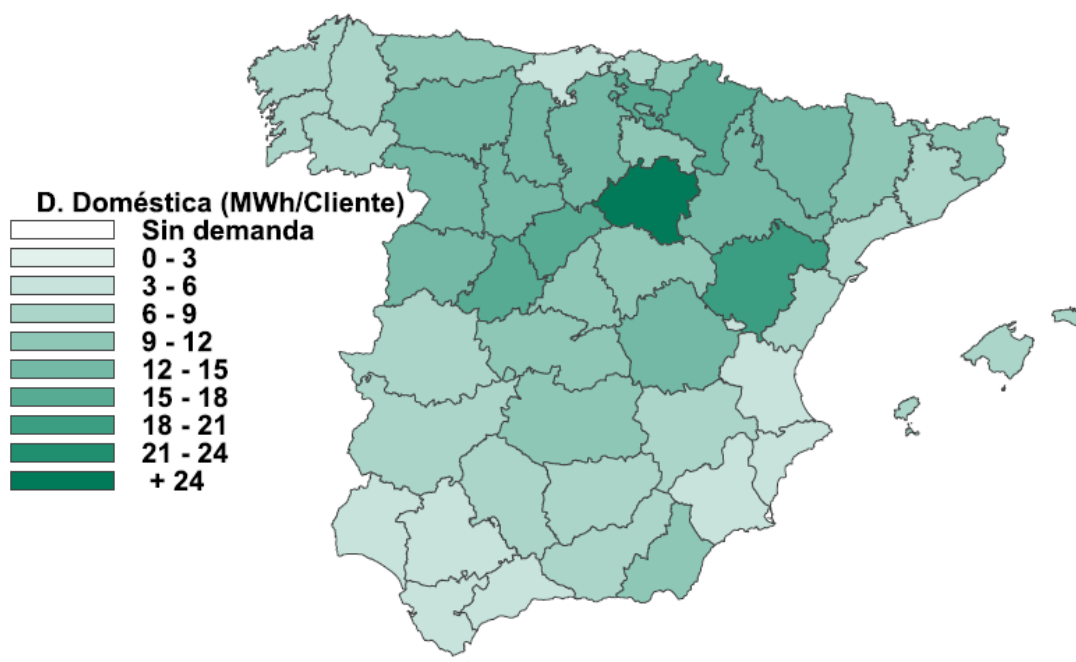 D. Doméstica (MWh/Cliente)
Sin demanda
0 - 3
3 - 6
6 - 9
9 - 12
12 - 15
15 - 18
18 - 21
21 - 24
+ 24